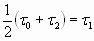 ½(τ₀ + τ₂) = τ₁